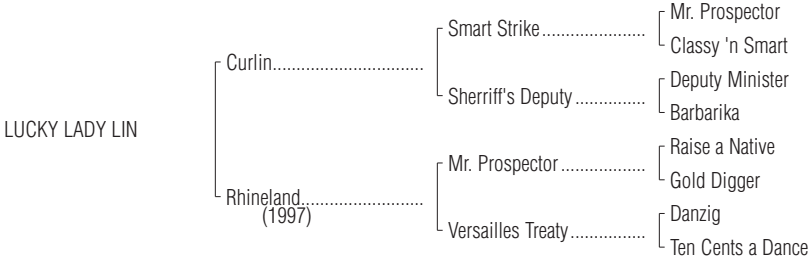 Mr. Prospector
Smart Strike......................
Classy 'n Smart
Curlin................................
Deputy Minister
Sherriff's Deputy ...............
Barbarika
LUCKY LADY LIN
Raise a Native
Mr. Prospector ..................
Gold Digger
Rhineland..........................
(1997)
Danzig
Versailles Treaty................
Ten Cents a Dance